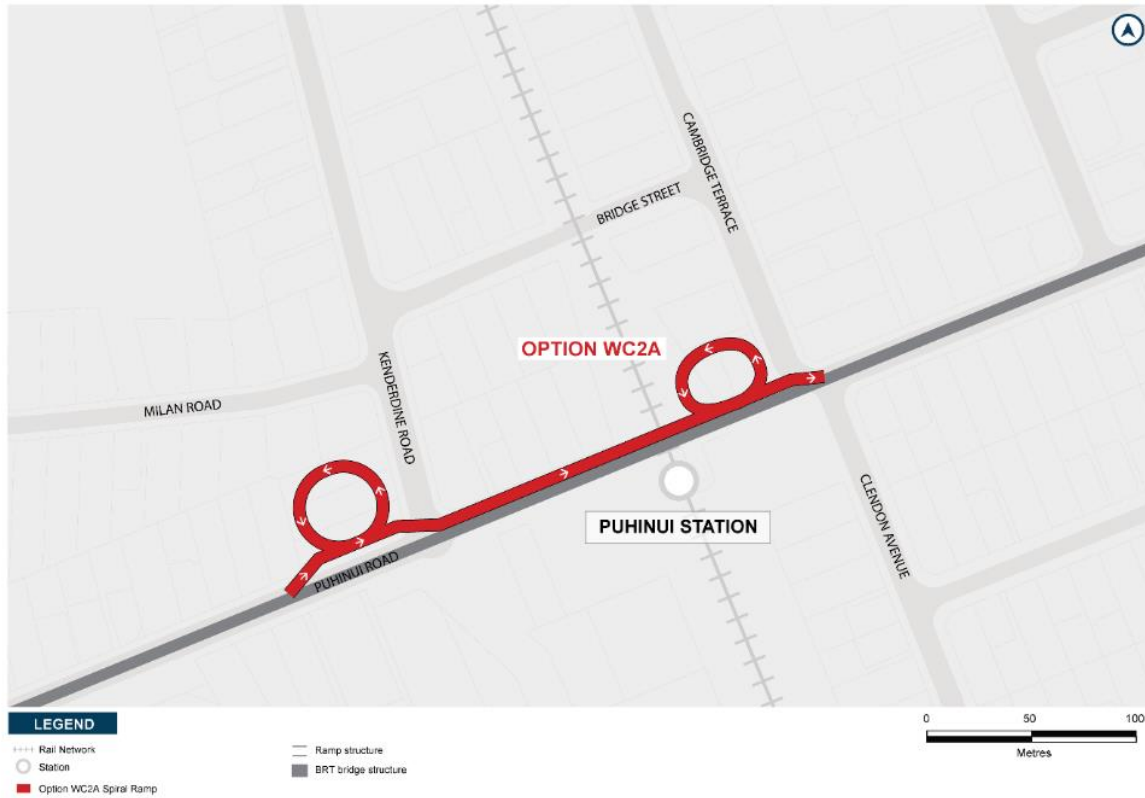 CAMBRIDGE TERRACE
BRIDGE STREET
OPTION WC2A
KENDERDINE ROAD
MILAN ROAD
CLENDON AVENUE
PUHINUI STATION
PUHINUI ROAD
LEGEND
Rail Network
Station
Option WC2A Spiral Ramp
Ramp structure
BRT bridge structure
0 50 100
Metres